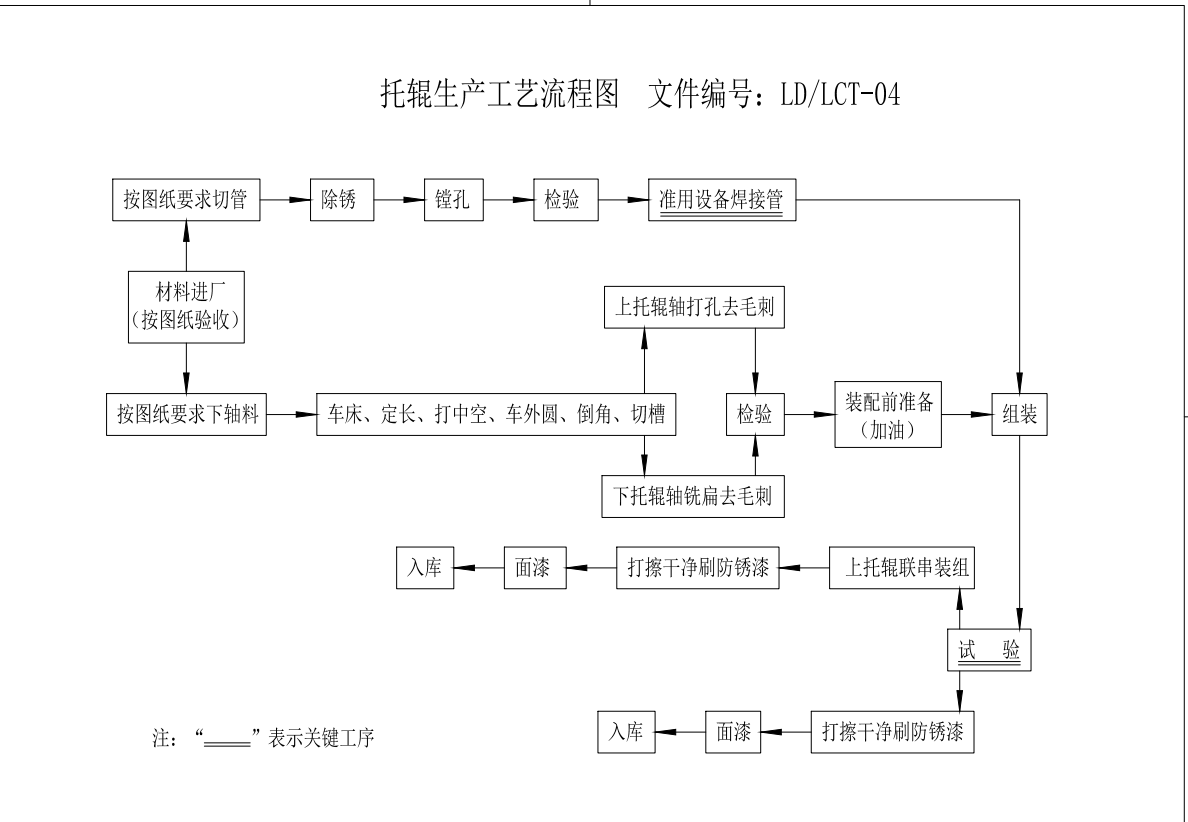 托辊生产工艺流程图 文件编号：LD/LCT-04
按图纸要求切管
除锈
镗孔
检验
准用设备焊接管
材料进厂
（按图纸验收）
上托辊轴打孔去毛刺
按图纸要求下轴料
车床、定长、打中空、车外圆、倒角、切槽
检验
装配前准备
（加油）
组装
下托辊轴铣扁去毛刺
入库
面漆
打擦干净刷防锈漆
上托辊联串装组
试 验
入库
面漆
打擦干净刷防锈漆
注：“ ”表示关键工序